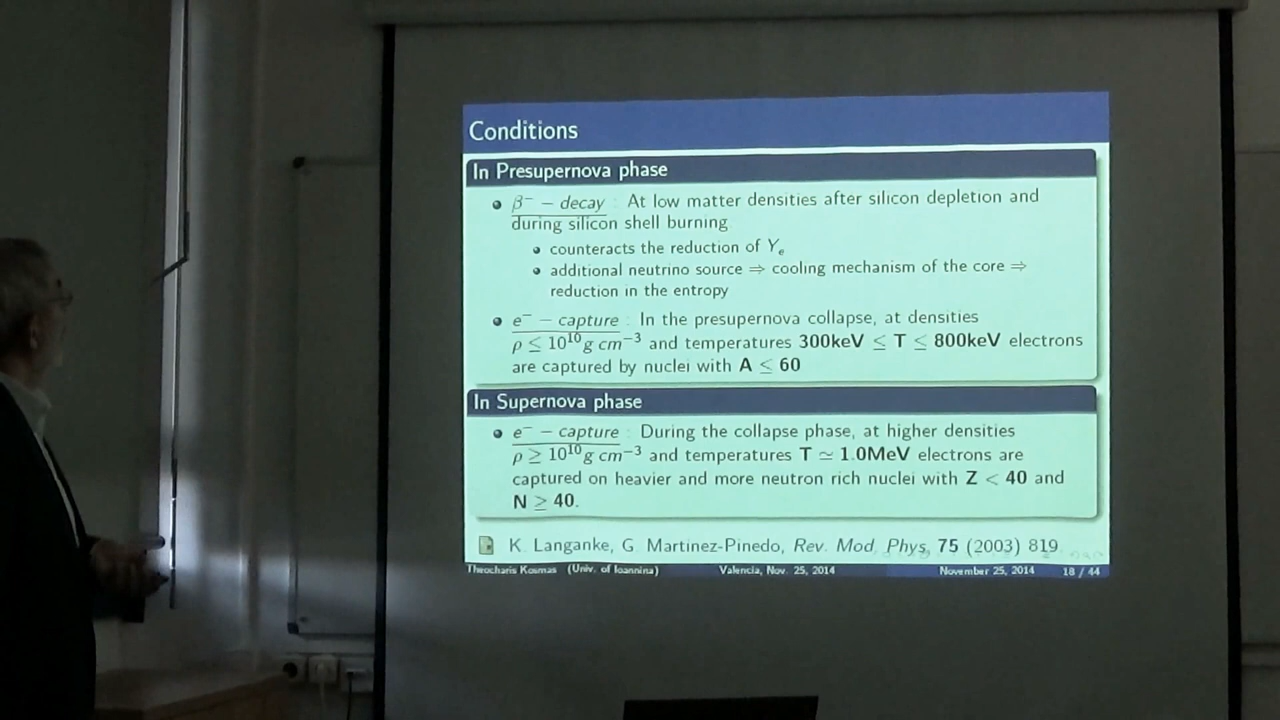 Conditions
In Presupernova phase
β⁻ − decay : At low matter densities after silicon depletion and
during silicon shell burning
counteracts the reduction of Yₑ
additional neutrino source ⇒ cooling mechanism of the core ⇒
reduction in the entropy
e⁻ − capture : In the presupernova collapse, at densities
ρ ≤ 10¹⁰g cm⁻³ and temperatures 300keV ≤ T ≤ 800keV electrons
are captured by nuclei with A ≤ 60
In Supernova phase
e⁻ − capture : During the collapse phase, at higher densities
ρ ≥ 10¹⁰g cm⁻³ and temperatures T ≃ 1.0MeV electrons are
captured on heavier and more neutron rich nuclei with Z < 40 and
N ≥ 40.
K. Langanke, G. Martinez-Pinedo, Rev. Mod. Phys. 75 (2003) 819
Theocharis Kosmas (Univ. of Ioannina) Valencia, Nov. 25, 2014 November 25, 2014 18 / 44